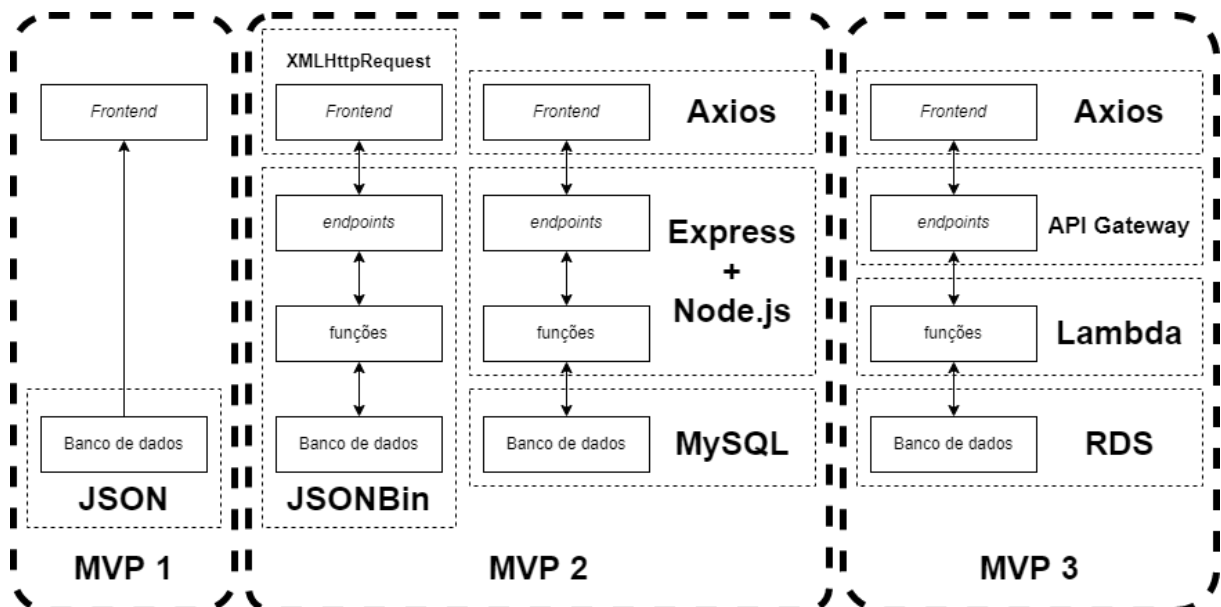 Frontend
Banco de dados
JSON
MVP 1
XMLHttpRequest
Frontend
endpoints
funções
Banco de dados
JSONBin
Frontend
Axios
endpoints
funções
Express
+
Node.js
Banco de dados
MySQL
MVP 2
Frontend
Axios
endpoints
API Gateway
funções
Lambda
Banco de dados
RDS
MVP 3